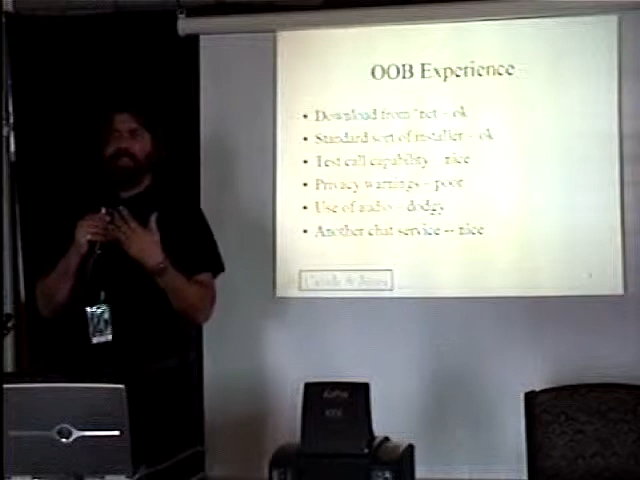 OOB Experience
• Download from 'net - ok
• Standard sort of installer - ok
• Test call capability - nice
• Privacy warnings - poor
• Use of audio - dodgy
• Another chat service -- nice